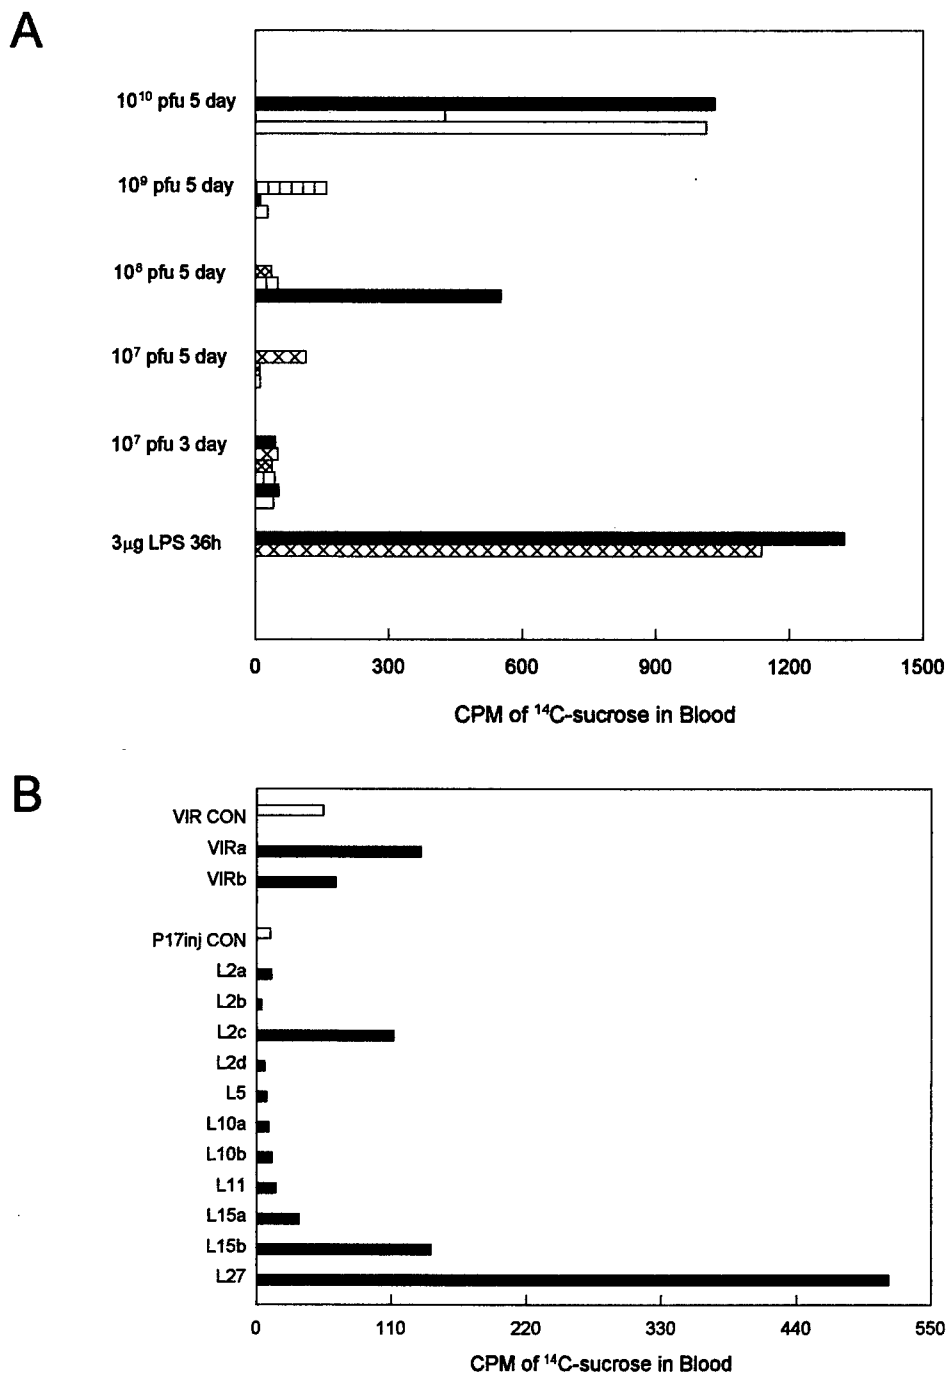 A
10¹⁰ pfu 5 day
10⁹ pfu 5 day
10⁸ pfu 5 day
10⁷ pfu 5 day
10⁷ pfu 3 day
3µg LPS 36h
0 300 600 900 1200 1500
CPM of ¹⁴C-sucrose in Blood
B
VIR CON
VIRa
VIRb
P17inj CON
L2a
L2b
L2c
L2d
L5
L10a
L10b
L11
L15a
L15b
L27
0 110 220 330 440 550
CPM of ¹⁴C-sucrose in Blood